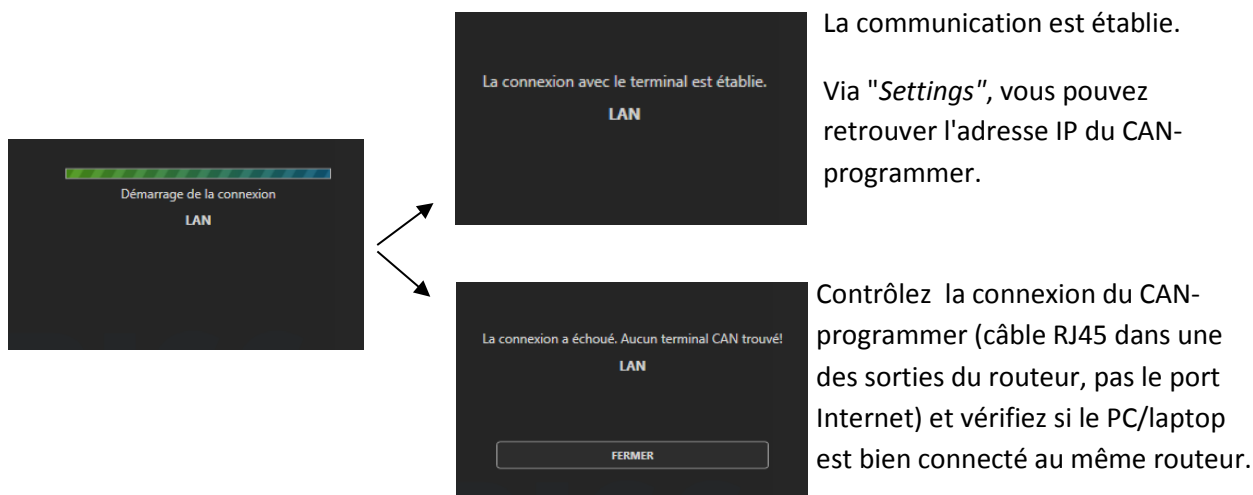 Démarrage de la connexion
LAN
La connexion avec le terminal est établie.
LAN
La communication est établie.
Via "Settings", vous pouvez
retrouver l'adresse IP du CAN-
programmer.
La connexion a échoué. Aucun terminal CAN trouvé!
LAN
FERMER
Contrôlez  la connexion du CAN-
programmer (câble RJ45 dans une
des sorties du routeur, pas le port
Internet) et vérifiez si le PC/laptop
est bien connecté au même routeur.